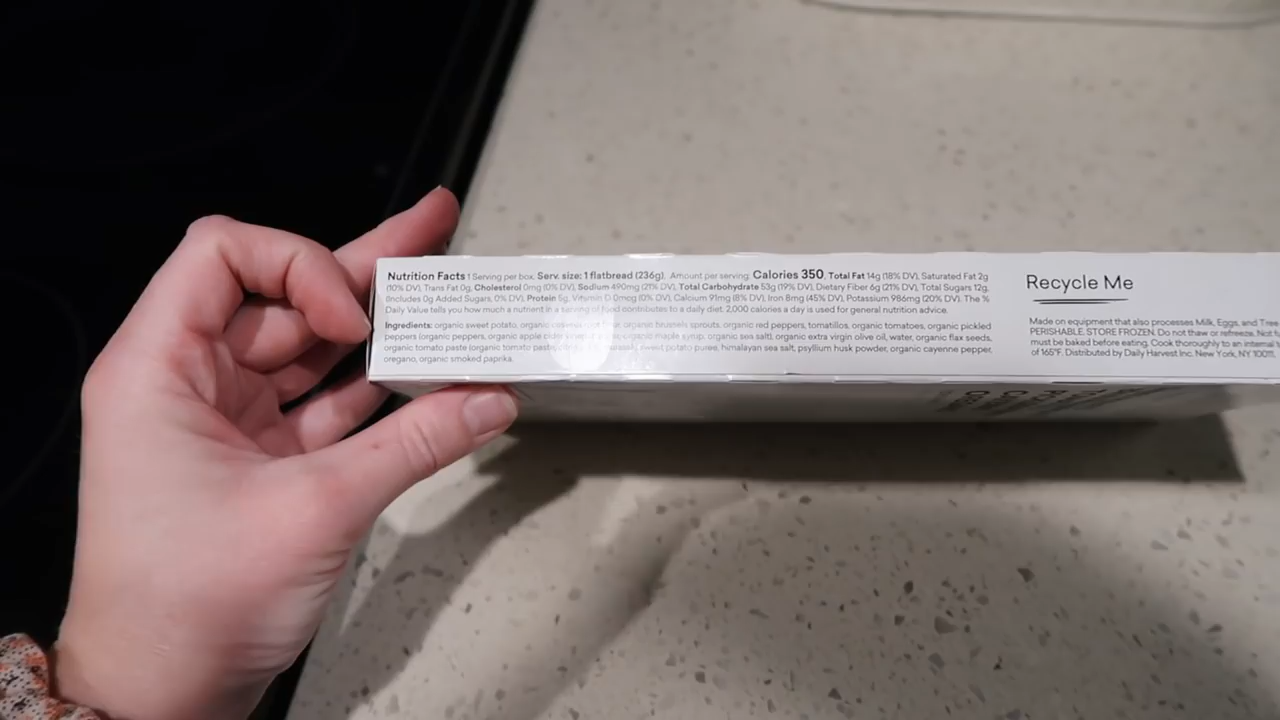 Nutrition Facts 1 Serving per box. Serv. size: 1 flatbread (236g), Amount per serving: Calories 350, Total Fat 14g (18% DV), Saturated Fat 2g
(10% DV), Trans Fat 0g, Cholesterol 0mg (0% DV), Sodium 490mg (21% DV), Total Carbohydrate 53g (19% DV), Dietary Fiber 6g (21% DV), Total Sugars 12g,
(Includes 0g Added Sugars, 0% DV), Protein 5g, Vitamin D 0mcg (0% DV), Calcium 91mg (8% DV), Iron 8mg (45% DV), Potassium 986mg (20% DV). The %
Daily Value tells you how much a nutrient in a serving of food contributes to a daily diet. 2,000 calories a day is used for general nutrition advice.
Ingredients: organic sweet potato, organic flour, organic brussels sprouts, organic red peppers, tomatillos, organic tomatoes, organic pickled
peppers (organic peppers, organic apple cider organic maple syrup, organic sea salt), organic extra virgin olive oil, water, organic flax seeds,
organic tomato paste (organic tomato paste sweet potato puree, himalayan sea salt, psyllium husk powder, organic cayenne pepper,
oregano, organic smoked paprika.
Recycle Me
Made on equipment that also processes Milk, Eggs, and Tree
PERISHABLE. STORE FROZEN. Do not thaw or refreeze. Not
must be baked before eating. Cook thoroughly to an internal
of 165°F. Distributed by Daily Harvest Inc. New York, NY 10011